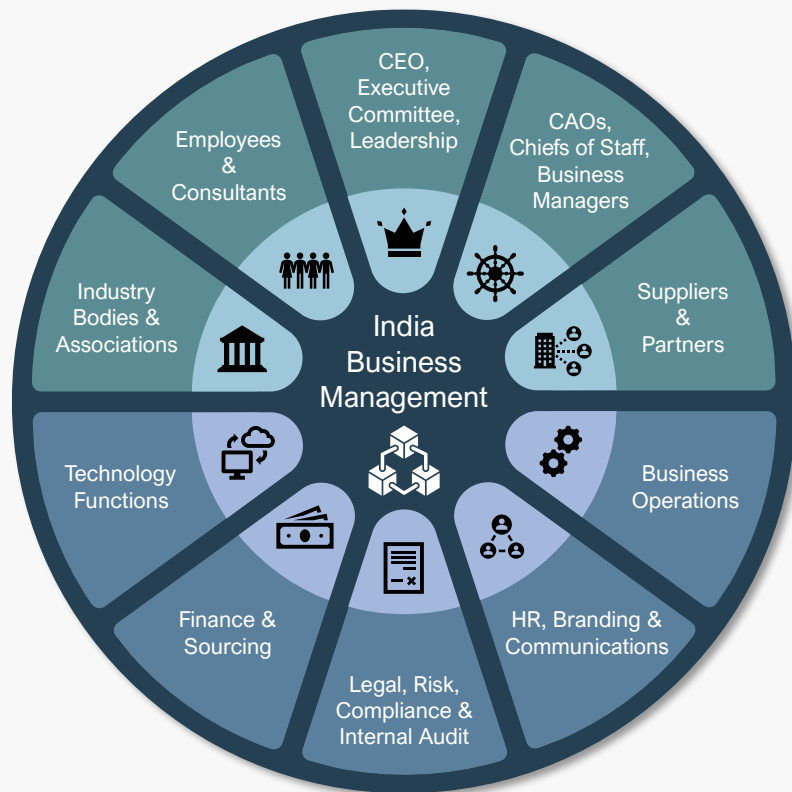 CEO,
Executive
Committee,
Leadership
CAOs,
Chiefs of Staff,
Business
Managers
Suppliers
&
Partners
Business
Operations
HR, Branding &
Communications
Legal, Risk,
Compliance &
Internal Audit
Finance &
Sourcing
Technology
Functions
Industry
Bodies &
Associations
Employees
&
Consultants
India
Business
Management